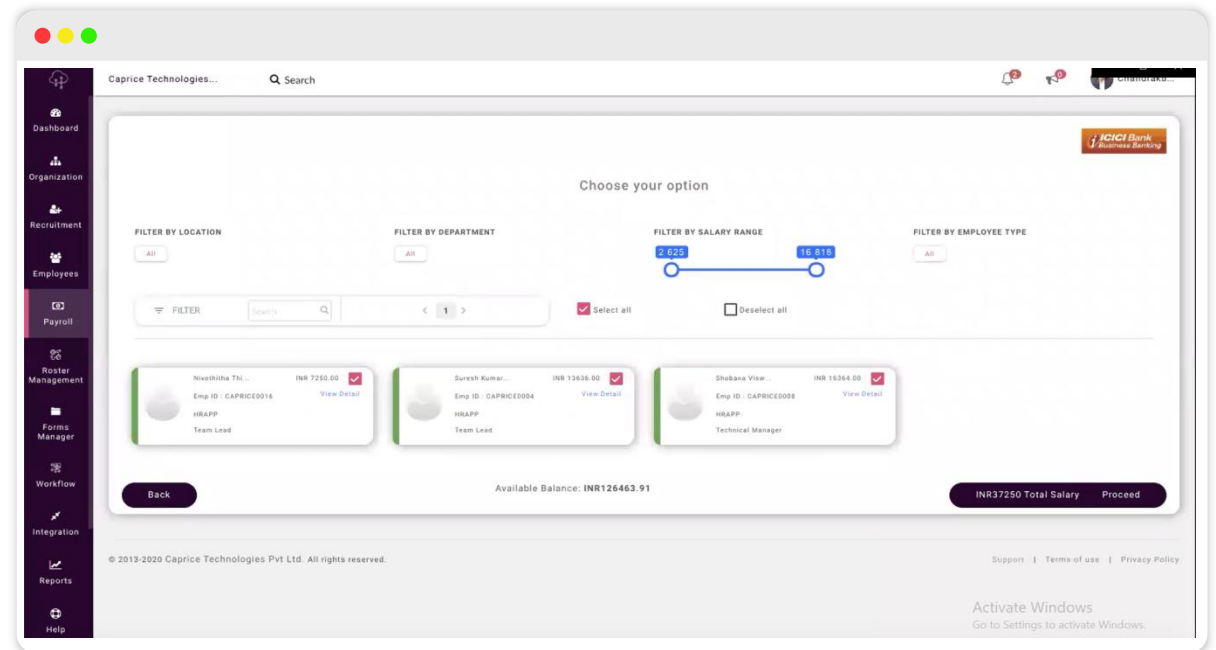 Caprice Technologies...
Search
2
0
Dashboard
Organization
Recruitment
Employees
Payroll
Roster
Management
Forms
Manager
Workflow
Integration
Reports
Help
ICICI Bank
Business Banking
Choose your option
FILTER BY LOCATION
All
FILTER BY DEPARTMENT
All
FILTER BY SALARY RANGE
2 625
16 818
FILTER BY EMPLOYEE TYPE
All
FILTER
Search
1
Select all
Deselect all
Nivethitha Thi...
INR 7250.00
Emp ID : CAPRICE0016
View Detail
HRAPP
Team Lead
Suresh Kumar...
INR 13636.00
Emp ID : CAPRICE0004
View Detail
HRAPP
Team Lead
Shobana Visw...
INR 16364.00
Emp ID : CAPRICE0008
View Detail
HRAPP
Technical Manager
Back
Available Balance: INR126463.91
INR37250 Total Salary Proceed
© 2013-2020 Caprice Technologies Pvt Ltd. All rights reserved.
Support | Terms of use | Privacy Policy
Activate Windows
Go to Settings to activate Windows.